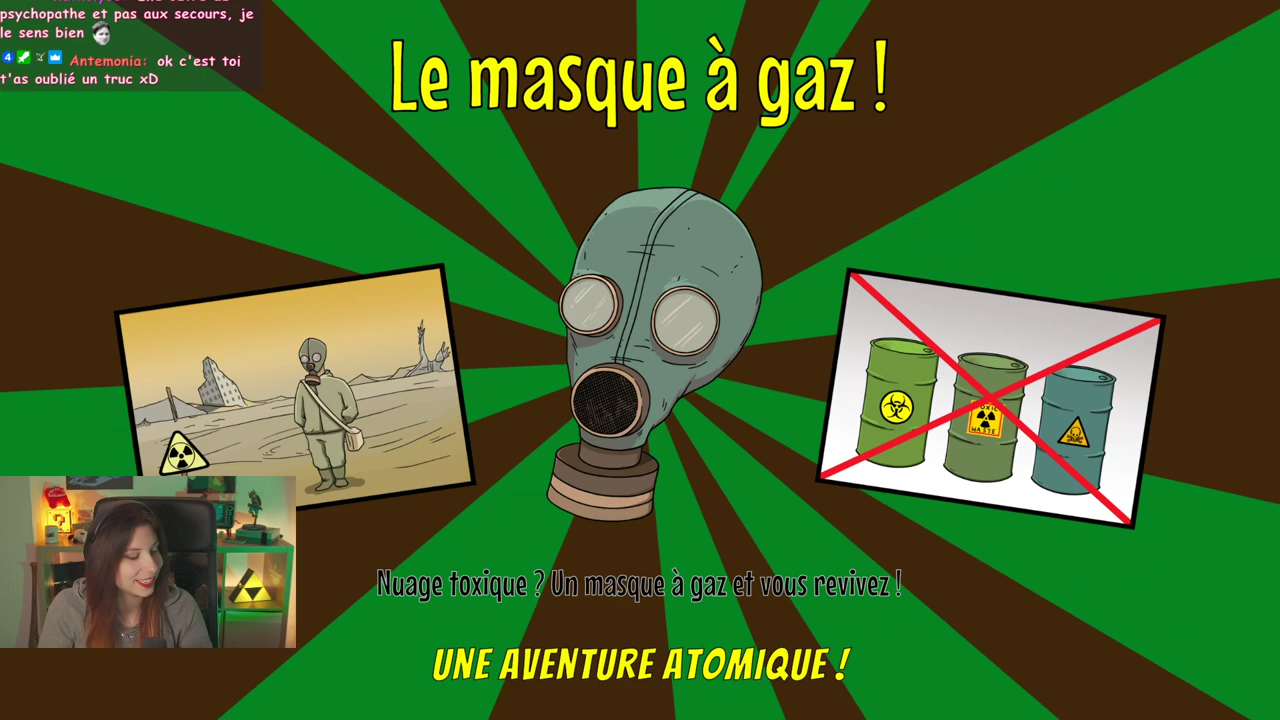 psychopathe et pas aux secours, je
le sens bien
4 Antemonia: ok c'est toi
t'as oublié un truc xD
Le masque à gaz !
TOXIC
WASTE
Nuage toxique ? Un masque à gaz et vous revivez !
UNE AVENTURE ATOMIQUE !